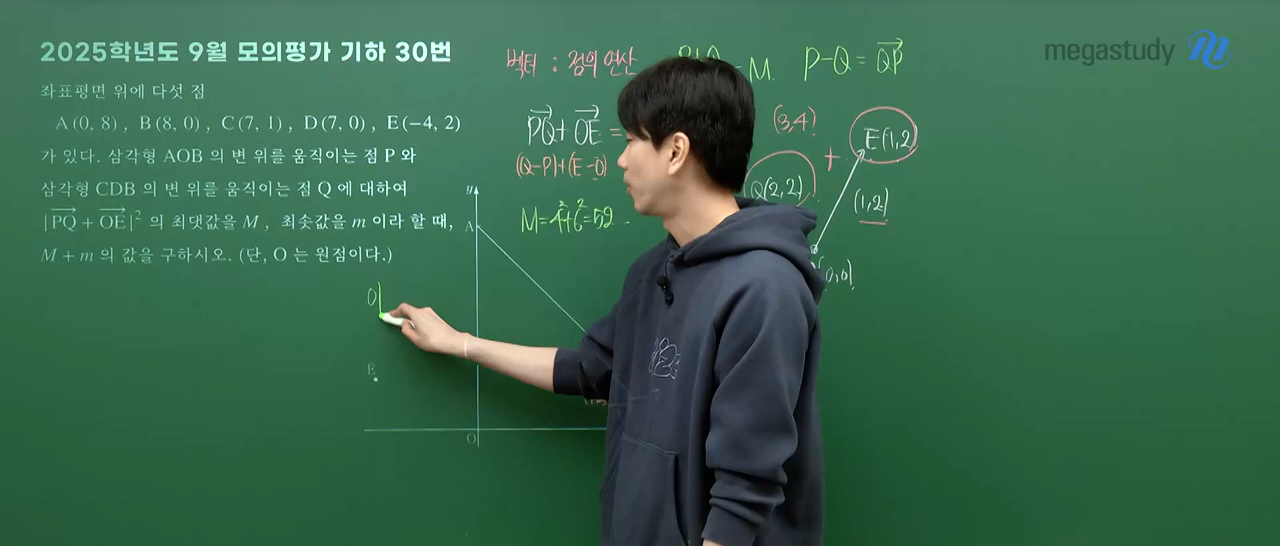 2025학년도 9월 모의평가 기하 30번
좌표평면 위에 다섯 점
A(0, 8), B(8, 0), C(7, 1), D(7, 0), E(−4, 2)
가 있다. 삼각형 AOB 의 변 위를 움직이는 점 P 와
삼각형 CDB 의 변 위를 움직이는 점 Q 에 대하여
|PQ + OE|² 의 최댓값을 M, 최솟값을 m 이라 할 때,
M + m 의 값을 구하시오. (단, O 는 원점이다.)
megastudy
벡터 : 점의 연산
M.
P-Q = QP
PQ + OE =
(Q-P)+(E-O)
M=4²+6²=52
(3,4)
Q(2,2)
+
E(1,2)
(1,2)
(0,0)
y
A
O
E